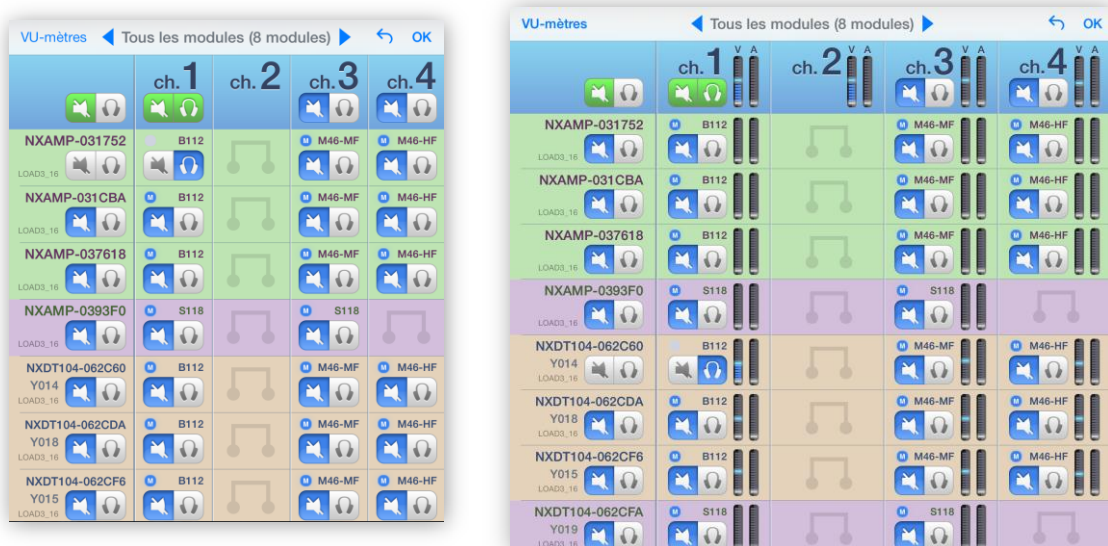 VU-mètres Tous les modules (8 modules) OK
ch.1 ch.2 ch.3 ch.4
NXAMP-031752 B112 M M46-MF M M46-HF
LOAD3_16
NXAMP-031CBA M B112 M M46-MF M M46-HF
LOAD3_16
NXAMP-037618 M B112 M M46-MF M M46-HF
LOAD3_16
NXAMP-0393F0 M S118 M S118
LOAD3_16
NXDT104-062C60 M B112 M M46-MF M M46-HF
Y014
LOAD3_16
NXDT104-062CDA M B112 M M46-MF M M46-HF
Y018
LOAD3_16
NXDT104-062CF6 M B112 M M46-MF M M46-HF
Y015
LOAD3_16
VU-mètres Tous les modules (8 modules) OK
V A V A V A V A
ch.1 ch.2 ch.3 ch.4
NXAMP-031752 M B112 M M46-MF M M46-HF
LOAD3_16
NXAMP-031CBA M B112 M M46-MF M M46-HF
LOAD3_16
NXAMP-037618 M B112 M M46-MF M M46-HF
LOAD3_16
NXAMP-0393F0 M S118 M S118
LOAD3_16
NXDT104-062C60 B112 M M46-MF M M46-HF
Y014
LOAD3_16
NXDT104-062CDA M B112 M M46-MF M M46-HF
Y018
LOAD3_16
NXDT104-062CF6 M B112 M M46-MF M M46-HF
Y015
LOAD3_16
NXDT104-062CFA M S118 M S118
Y019
LOAD3_16